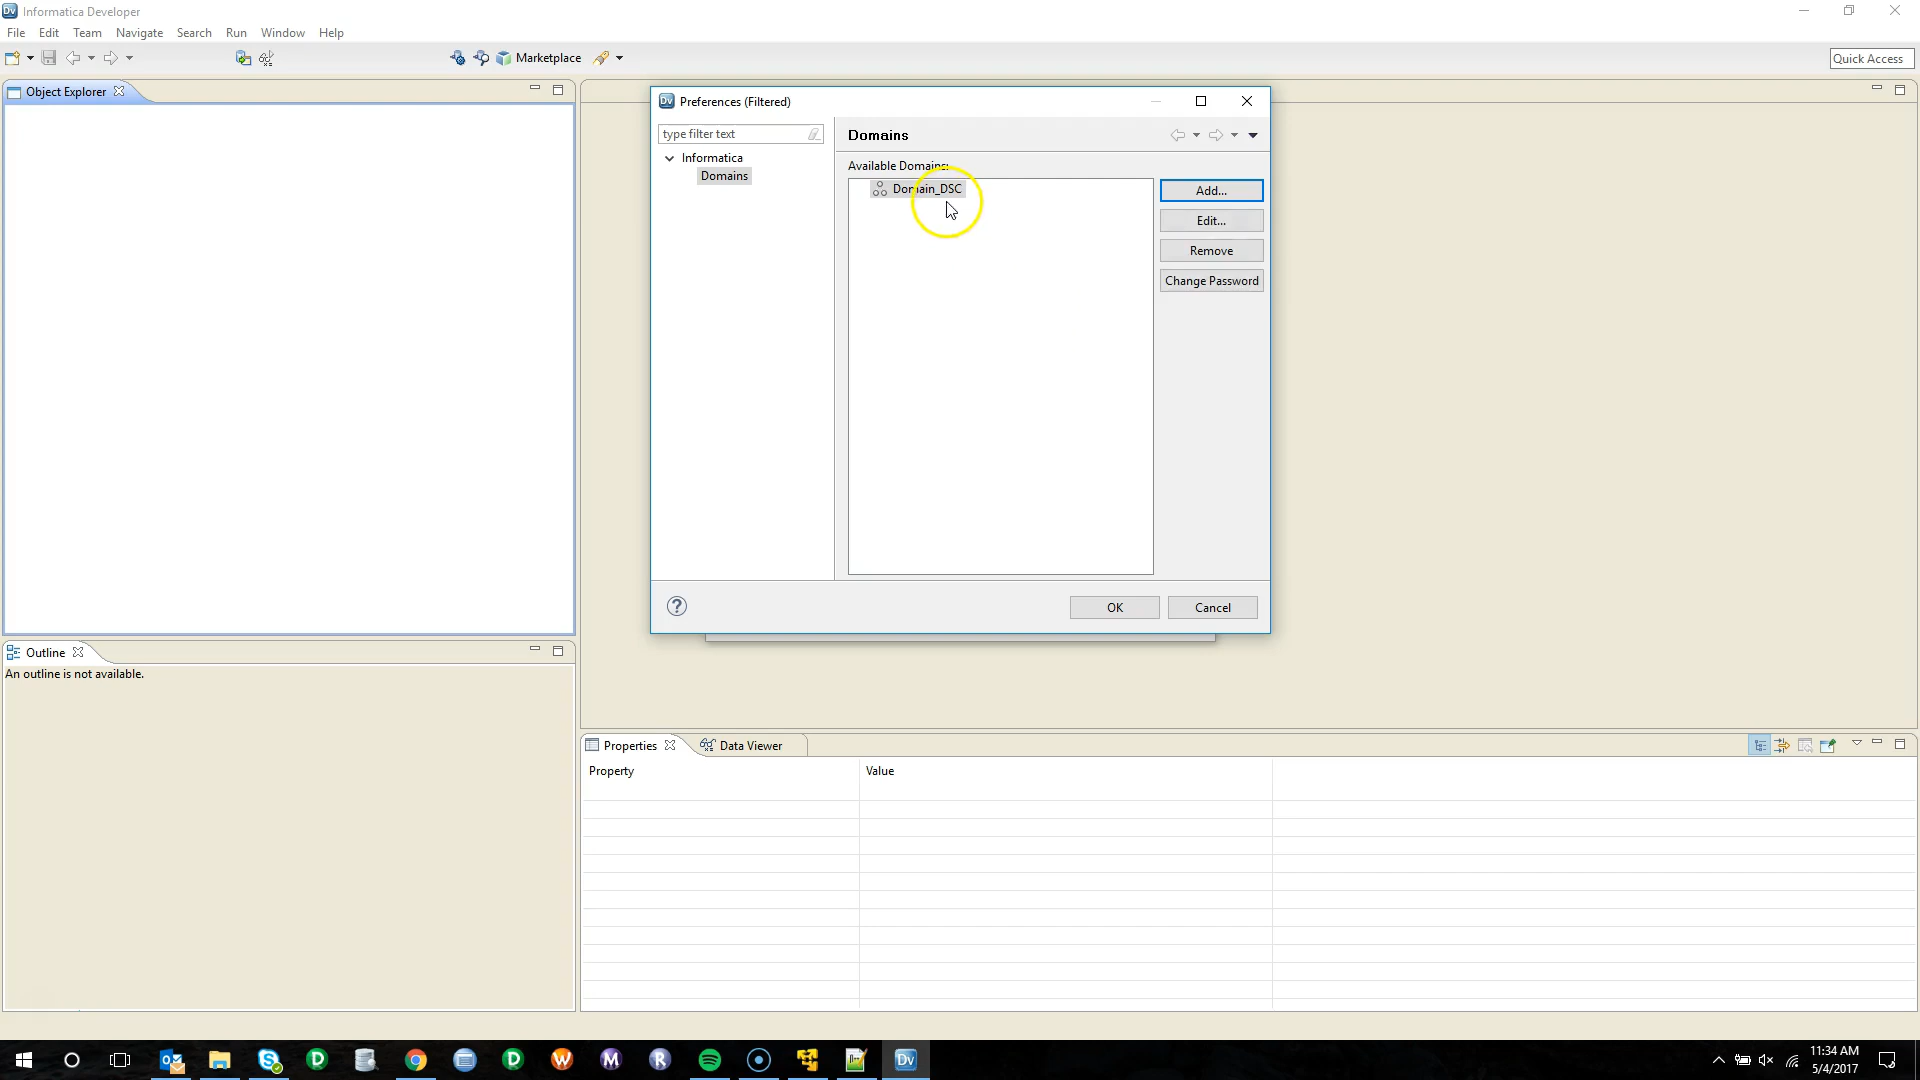 Informatica Developer
File Edit Team Navigate Search Run Window Help
Marketplace
Quick Access
Object Explorer
Preferences (Filtered)
type filter text
Informatica
Domains
Domains
Available Domains:
Domain_DSC
Add...
Edit...
Remove
Change Password
OK
Cancel
Outline
An outline is not available.
Properties
Data Viewer
Property
Value
11:34 AM
5/4/2017